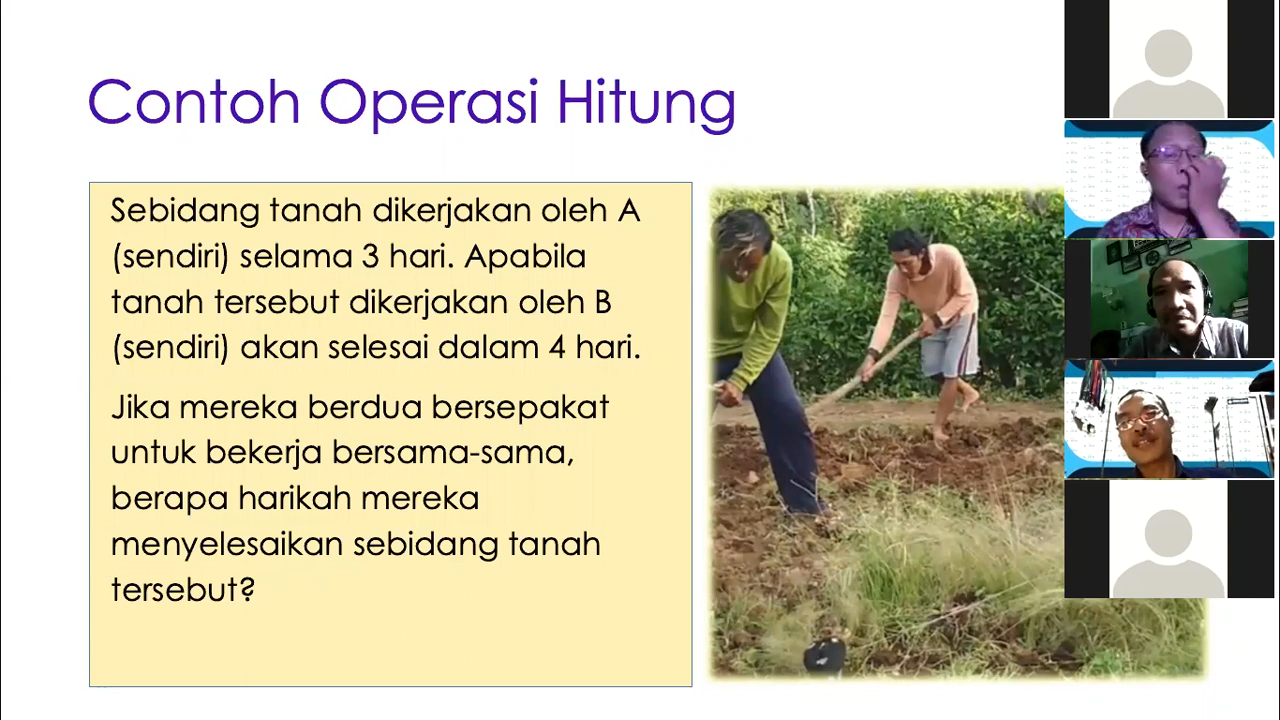 Contoh Operasi Hitung
Sebidang tanah dikerjakan oleh A
(sendiri) selama 3 hari. Apabila
tanah tersebut dikerjakan oleh B
(sendiri) akan selesai dalam 4 hari.
Jika mereka berdua bersepakat
untuk bekerja bersama-sama,
berapa harikah mereka
menyelesaikan sebidang tanah
tersebut?